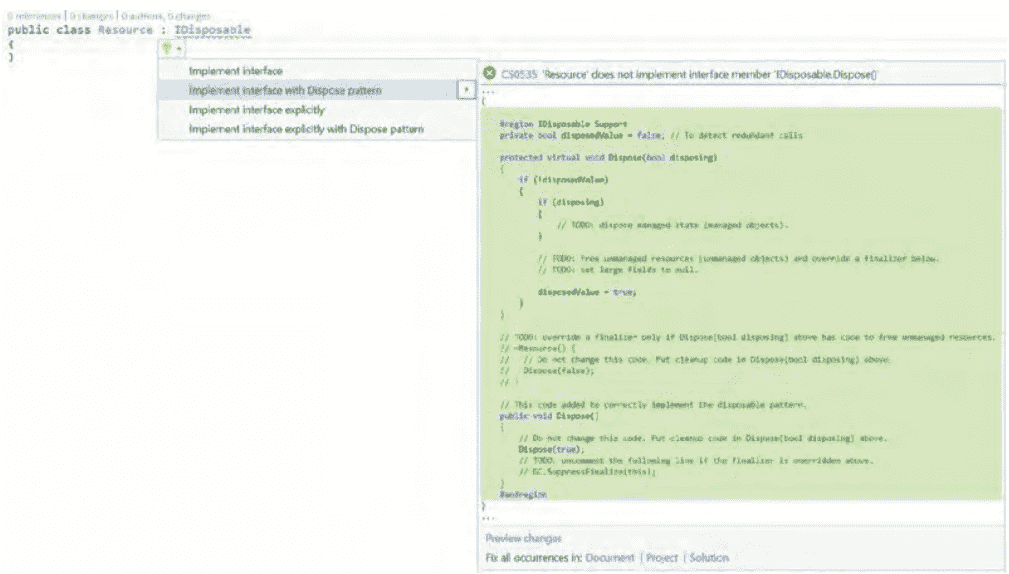 0 references | 0 changes | 0 authors, 0 changes
public class Resource : IDisposable
{
}
Implement interface
Implement interface with Dispose pattern
Implement interface explicitly
Implement interface explicitly with Dispose pattern
CS0535 'Resource' does not implement interface member 'IDisposable.Dispose()'
...
{
#region IDisposable Support
private bool disposedValue = false; // To detect redundant calls
protected virtual void Dispose(bool disposing)
{
if (!disposedValue)
{
if (disposing)
{
// TODO: dispose managed state (managed objects).
}
// TODO: free unmanaged resources (unmanaged objects) and override a finalizer below.
// TODO: set large fields to null.
disposedValue = true;
}
}
// TODO: override a finalizer only if Dispose(bool disposing) above has code to free unmanaged resources.
// ~Resource() {
// // Do not change this code. Put cleanup code in Dispose(bool disposing) above.
// Dispose(false);
// }
// This code added to correctly implement the disposable pattern.
public void Dispose()
{
// Do not change this code. Put cleanup code in Dispose(bool disposing) above.
Dispose(true);
// TODO: uncomment the following line if the finalizer is overridden above.
// GC.SuppressFinalize(this);
}
#endregion
}
...
Preview changes
Fix all occurrences in: Document | Project | Solution